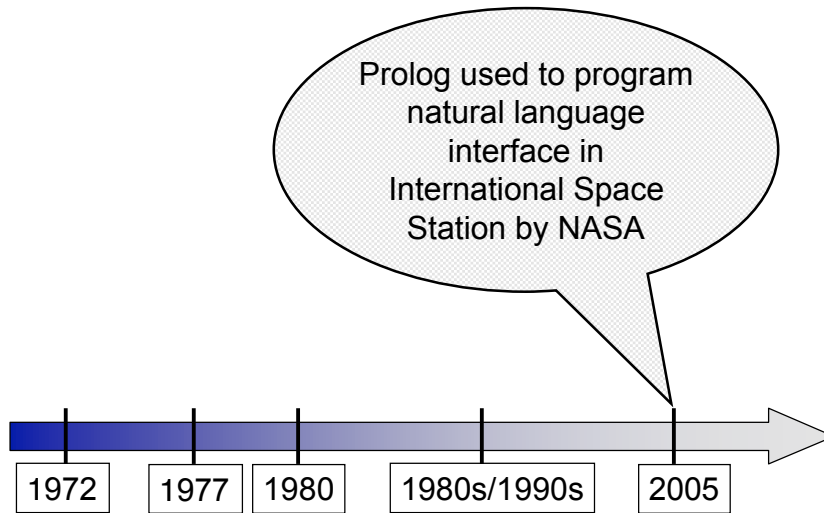 Prolog used to program
natural language
interface in
International Space
Station by NASA
1972
1977
1980
1980s/1990s
2005